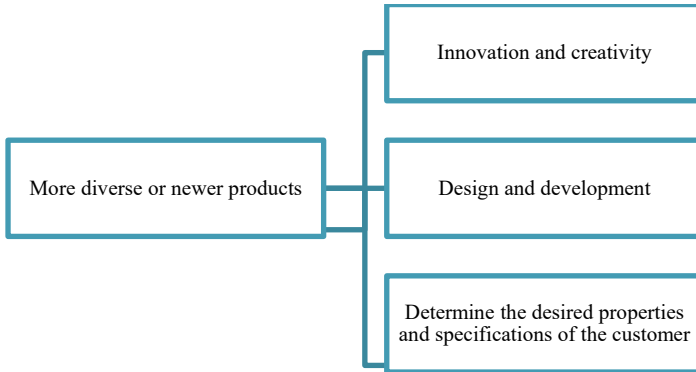 Innovation and creativity
More diverse or newer products
Design and development
Determine the desired properties
and specifications of the customer